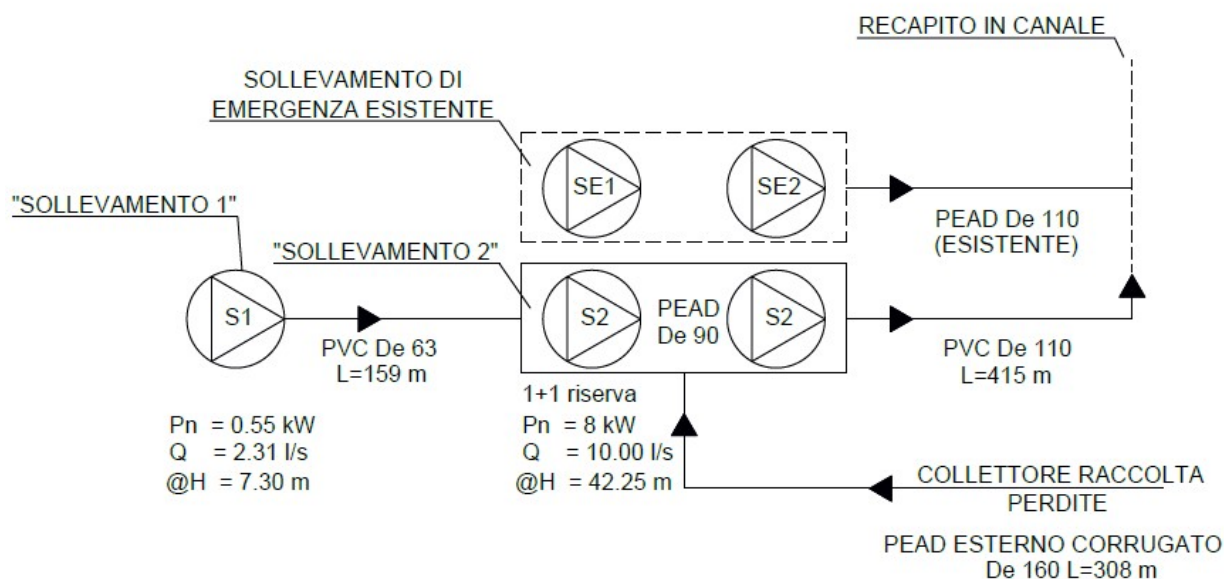 RECAPITO IN CANALE
SOLLEVAMENTO DI
EMERGENZA ESISTENTE
SE1
SE2
"SOLLEVAMENTO 1"
PEAD De 110
(ESISTENTE)
"SOLLEVAMENTO 2"
S1
S2
PEAD
De 90
S2
PVC De 63
L=159 m
PVC De 110
L=415 m
1+1 riserva
Pn = 0.55 kW
Q = 2.31 l/s
@H = 7.30 m
Pn = 8 kW
Q = 10.00 l/s
@H = 42.25 m
COLLETTORE RACCOLTA
PERDITE
PEAD ESTERNO CORRUGATO
De 160 L=308 m